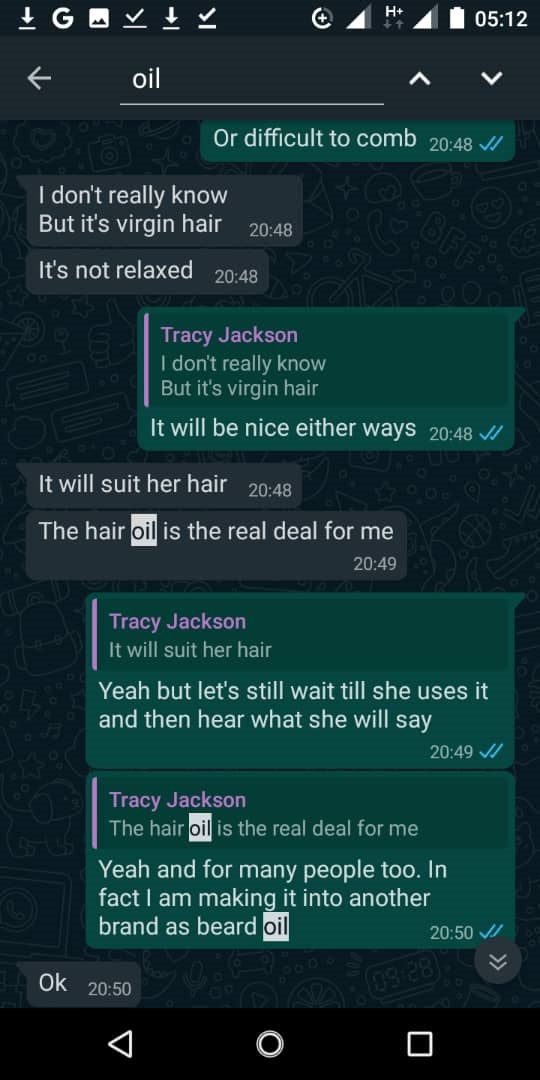 H+
05:12
oil
Or difficult to comb 20:48
I don't really know
But it's virgin hair 20:48
It's not relaxed 20:48
Tracy Jackson
I don't really know
But it's virgin hair
It will be nice either ways 20:48
It will suit her hair 20:48
The hair oil is the real deal for me
20:49
Tracy Jackson
It will suit her hair
Yeah but let's still wait till she uses it
and then hear what she will say
20:49
Tracy Jackson
The hair oil is the real deal for me
Yeah and for many people too. In
fact I am making it into another
brand as beard oil 20:50
Ok 20:50